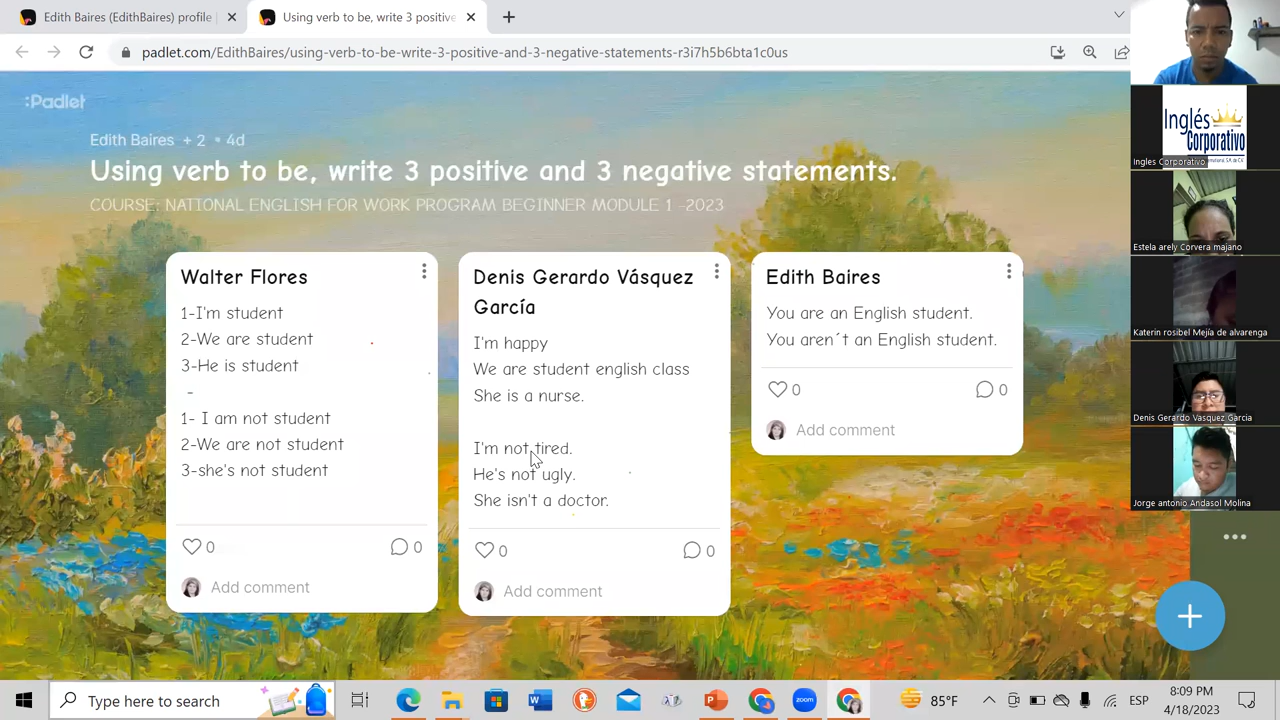 Edith Baires (EdithBaires) profile
Using verb to be, write 3 positive
padlet.com/EdithBaires/using-verb-to-be-write-3-positive-and-3-negative-statements-r3i7h5b6bta1c0us
:Padlet
Edith Baires + 2 • 4d
Using verb to be, write 3 positive and 3 negative statements.
COURSE: NATIONAL ENGLISH FOR WORK PROGRAM BEGINNER MODULE 1 -2023
Walter Flores
1-I'm student
2-We are student
3-He is student
-
1- I am not student
2-We are not student
3-she's not student
0
0
Add comment
Denis Gerardo Vásquez
García
I'm happy
We are student english class
She is a nurse.
I'm not tired.
He's not ugly.
She isn't a doctor.
0
0
Add comment
Edith Baires
You are an English student.
You aren´t an English student.
0
0
Add comment
Inglés
Corporativo
Ingles Corporativo
Estela arely Corvera majano
Katerin rosibel Mejía de alvarenga
Denis Gerardo Vasquez Garcia
Jorge antonio Andasol Molina
Type here to search
85°F
ESP
8:09 PM
4/18/2023